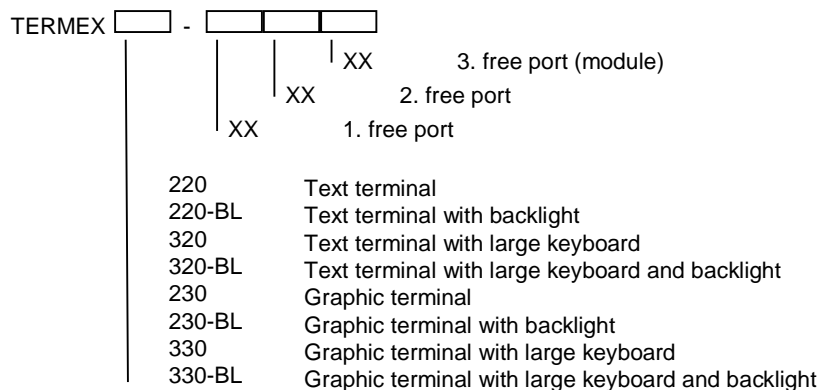 TERMEX -
XX 3. free port (module)
XX 2. free port
XX 1. free port
220 Text terminal
220-BL Text terminal with backlight
320 Text terminal with large keyboard
320-BL Text terminal with large keyboard and backlight
230 Graphic terminal
230-BL Graphic terminal with backlight
330 Graphic terminal with large keyboard
330-BL Graphic terminal with large keyboard and backlight